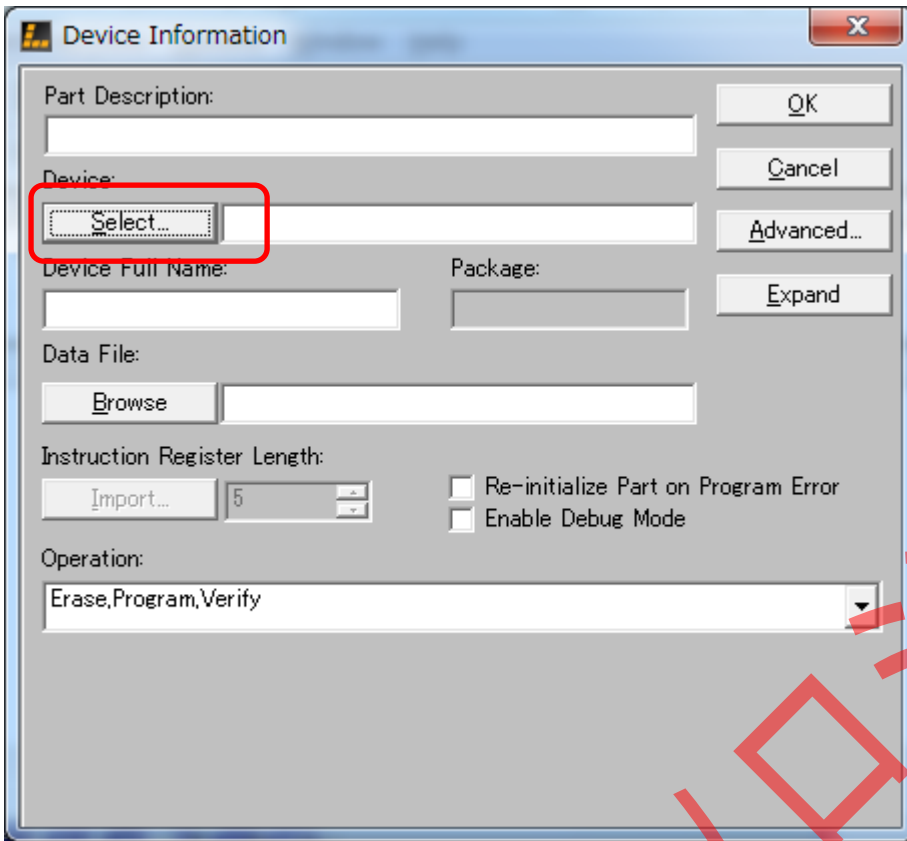 Device Information
Part Description:
OK
Device:
Cancel
Select...
Advanced...
Device Full Name:
Package:
Expand
Data File:
Browse
Instruction Register Length:
Import...
5
Re-initialize Part on Program Error
Enable Debug Mode
Operation:
Erase,Program,Verify